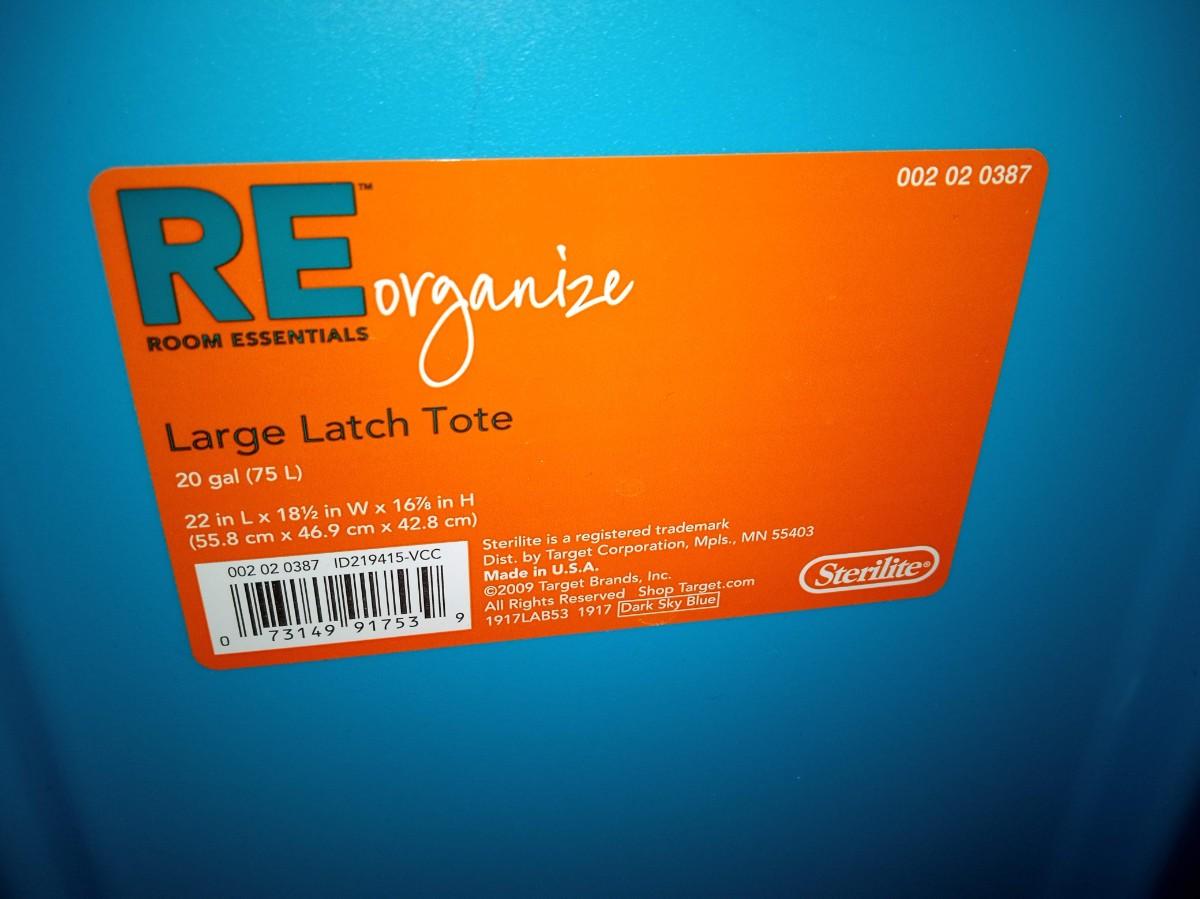 002 02 0387
RE™
organize
ROOM ESSENTIALS
Large Latch Tote
20 gal (75 L)
22 in L x 18½ in W x 16⅞ in H
(55.8 cm x 46.9 cm x 42.8 cm)
002 02 0387 ID219415-VCC
0 73149 91753 9
Sterilite is a registered trademark
Dist. by Target Corporation, Mpls., MN 55403
Made in U.S.A.
©2009 Target Brands, Inc.
All Rights Reserved Shop Target.com
1917LAB53 1917 Dark Sky Blue
Sterilite®